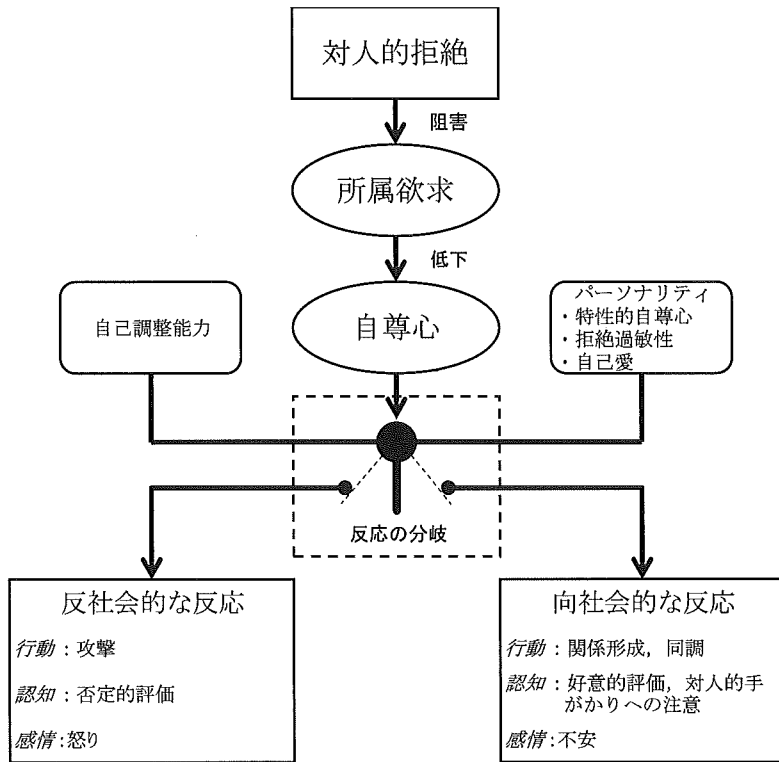 対人的拒絶
阻害
所属欲求
低下
自尊心
自己調整能力
パーソナリティ
・特性的自尊心
・拒絶過敏性
・自己愛
反応の分岐
反社会的な反応
行動：攻撃
認知：否定的評価
感情：怒り
向社会的な反応
行動：関係形成，同調
認知：好意的評価，対人的手
がかりへの注意
感情：不安